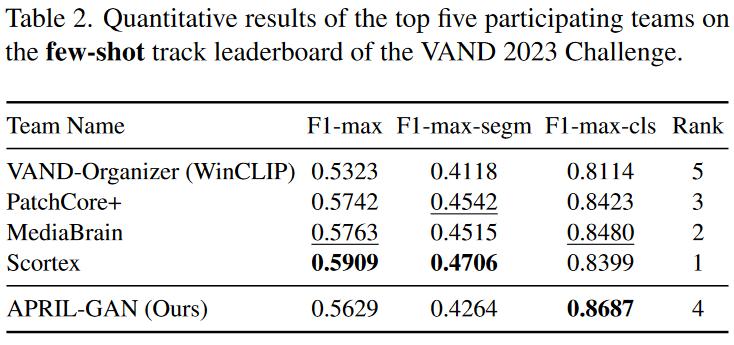 Table 2. Quantitative results of the top five participating teams on
the few-shot track leaderboard of the VAND 2023 Challenge.
Team Name F1-max F1-max-segm F1-max-cls Rank
VAND-Organizer (WinCLIP) 0.5323 0.4118 0.8114 5
PatchCore+ 0.5742 0.4542 0.8423 3
MediaBrain 0.5763 0.4515 0.8480 2
Scortex 0.5909 0.4706 0.8399 1
APRIL-GAN (Ours) 0.5629 0.4264 0.8687 4